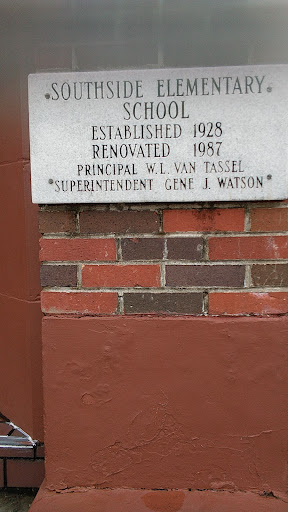 SOUTHSIDE ELEMENTARY
SCHOOL
ESTABLISHED 1928
RENOVATED 1987
PRINCIPAL W. L. VAN TASSEL
SUPERINTENDENT GENE J. WATSON